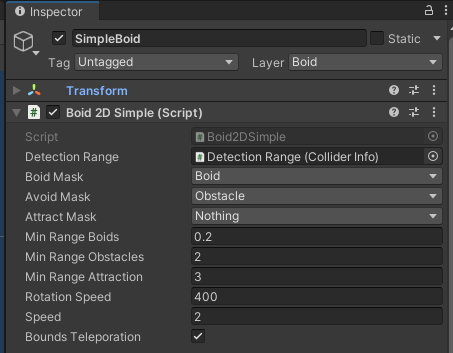 Inspector
SimpleBoid Static
Tag Untagged Layer Boid
Transform
Boid 2D Simple (Script)
Script Boid2DSimple
Detection Range Detection Range (Collider Info)
Boid Mask Boid
Avoid Mask Obstacle
Attract Mask Nothing
Min Range Boids 0.2
Min Range Obstacles 2
Min Range Attraction 3
Rotation Speed 400
Speed 2
Bounds Teleporation